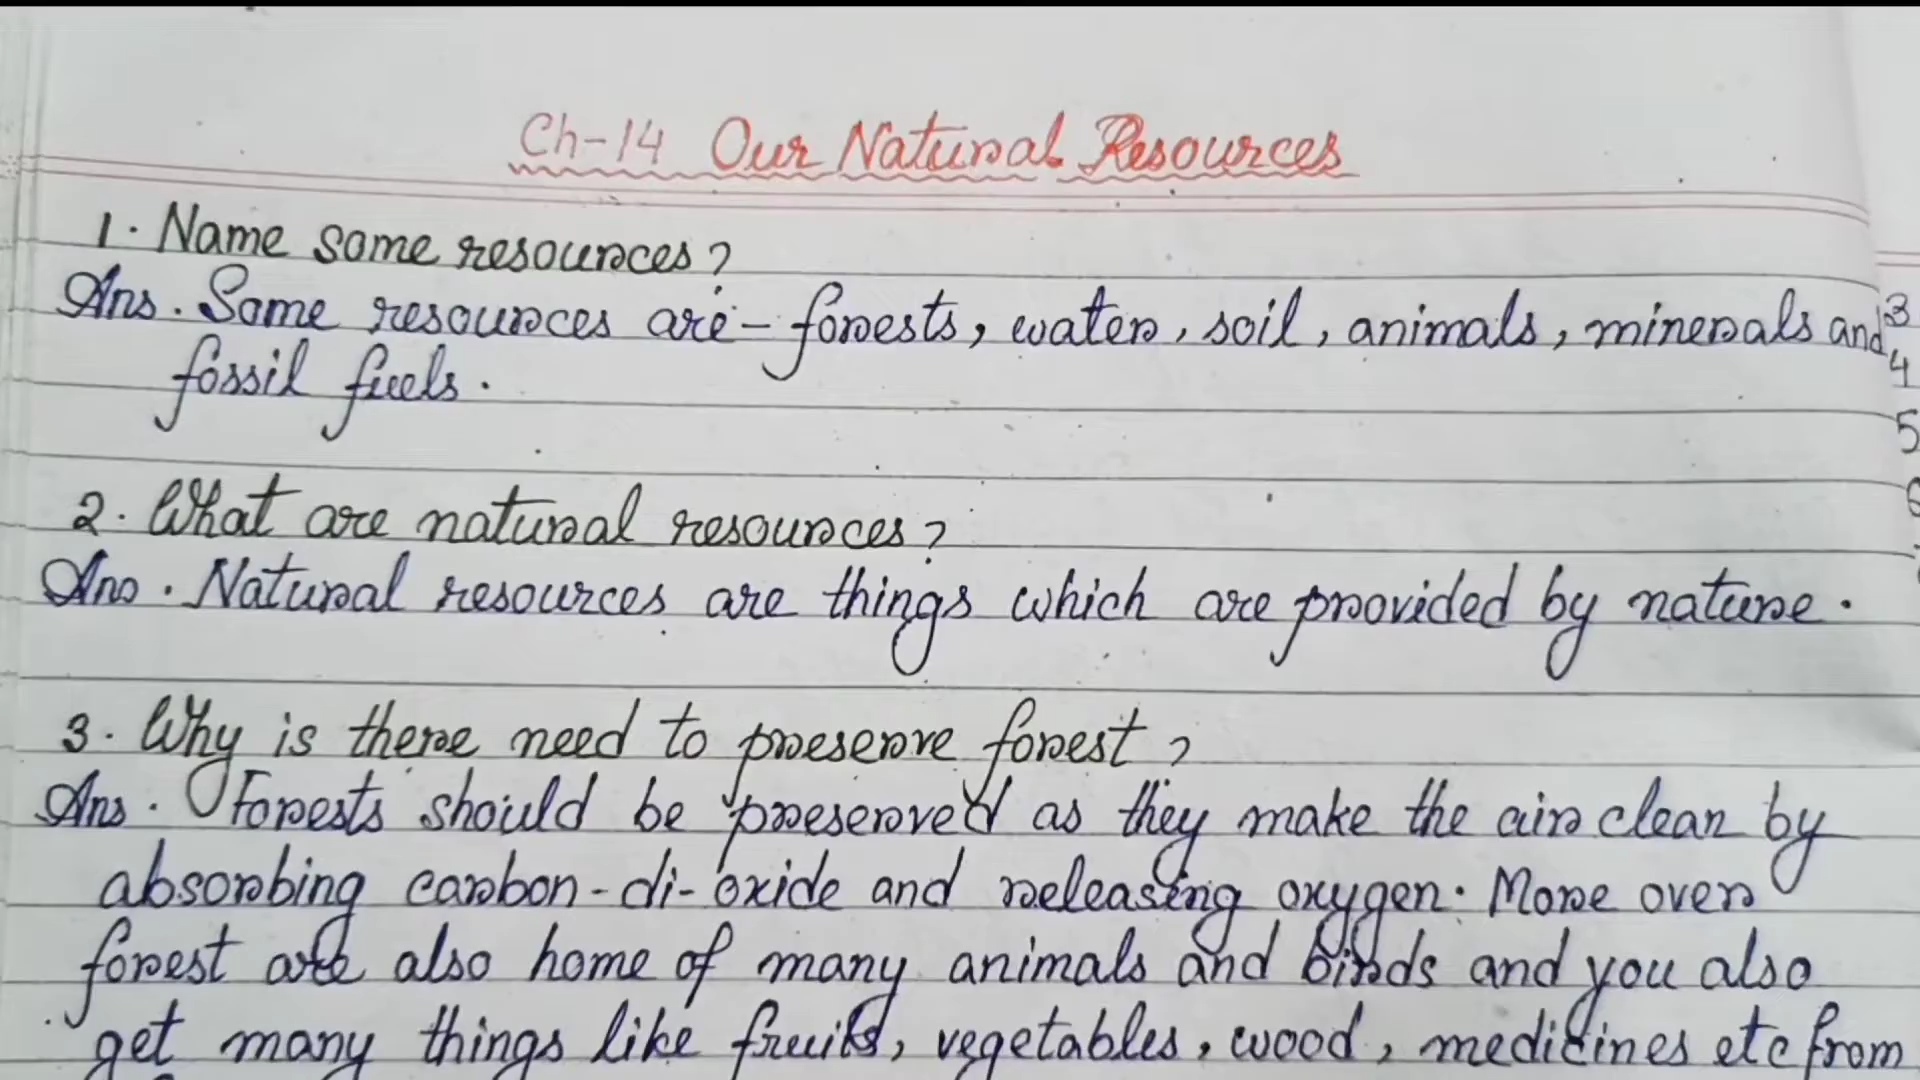 Ch-14 Our Natural Resources
1. Name some resources?
Ans. Some resources are - forests, water, soil, animals, minerals and
fossil fuels.
2. What are natural resources?
Ans. Natural resources are things which are provided by nature.
3. Why is there need to preserve forest?
Ans. Forests should be preserved as they make the air clean by
absorbing carbon-di-oxide and releasing oxygen. More over
forest are also home of many animals and birds and you also
get many things like fruits, vegetables, wood, medicines etc from
3
4
5
6